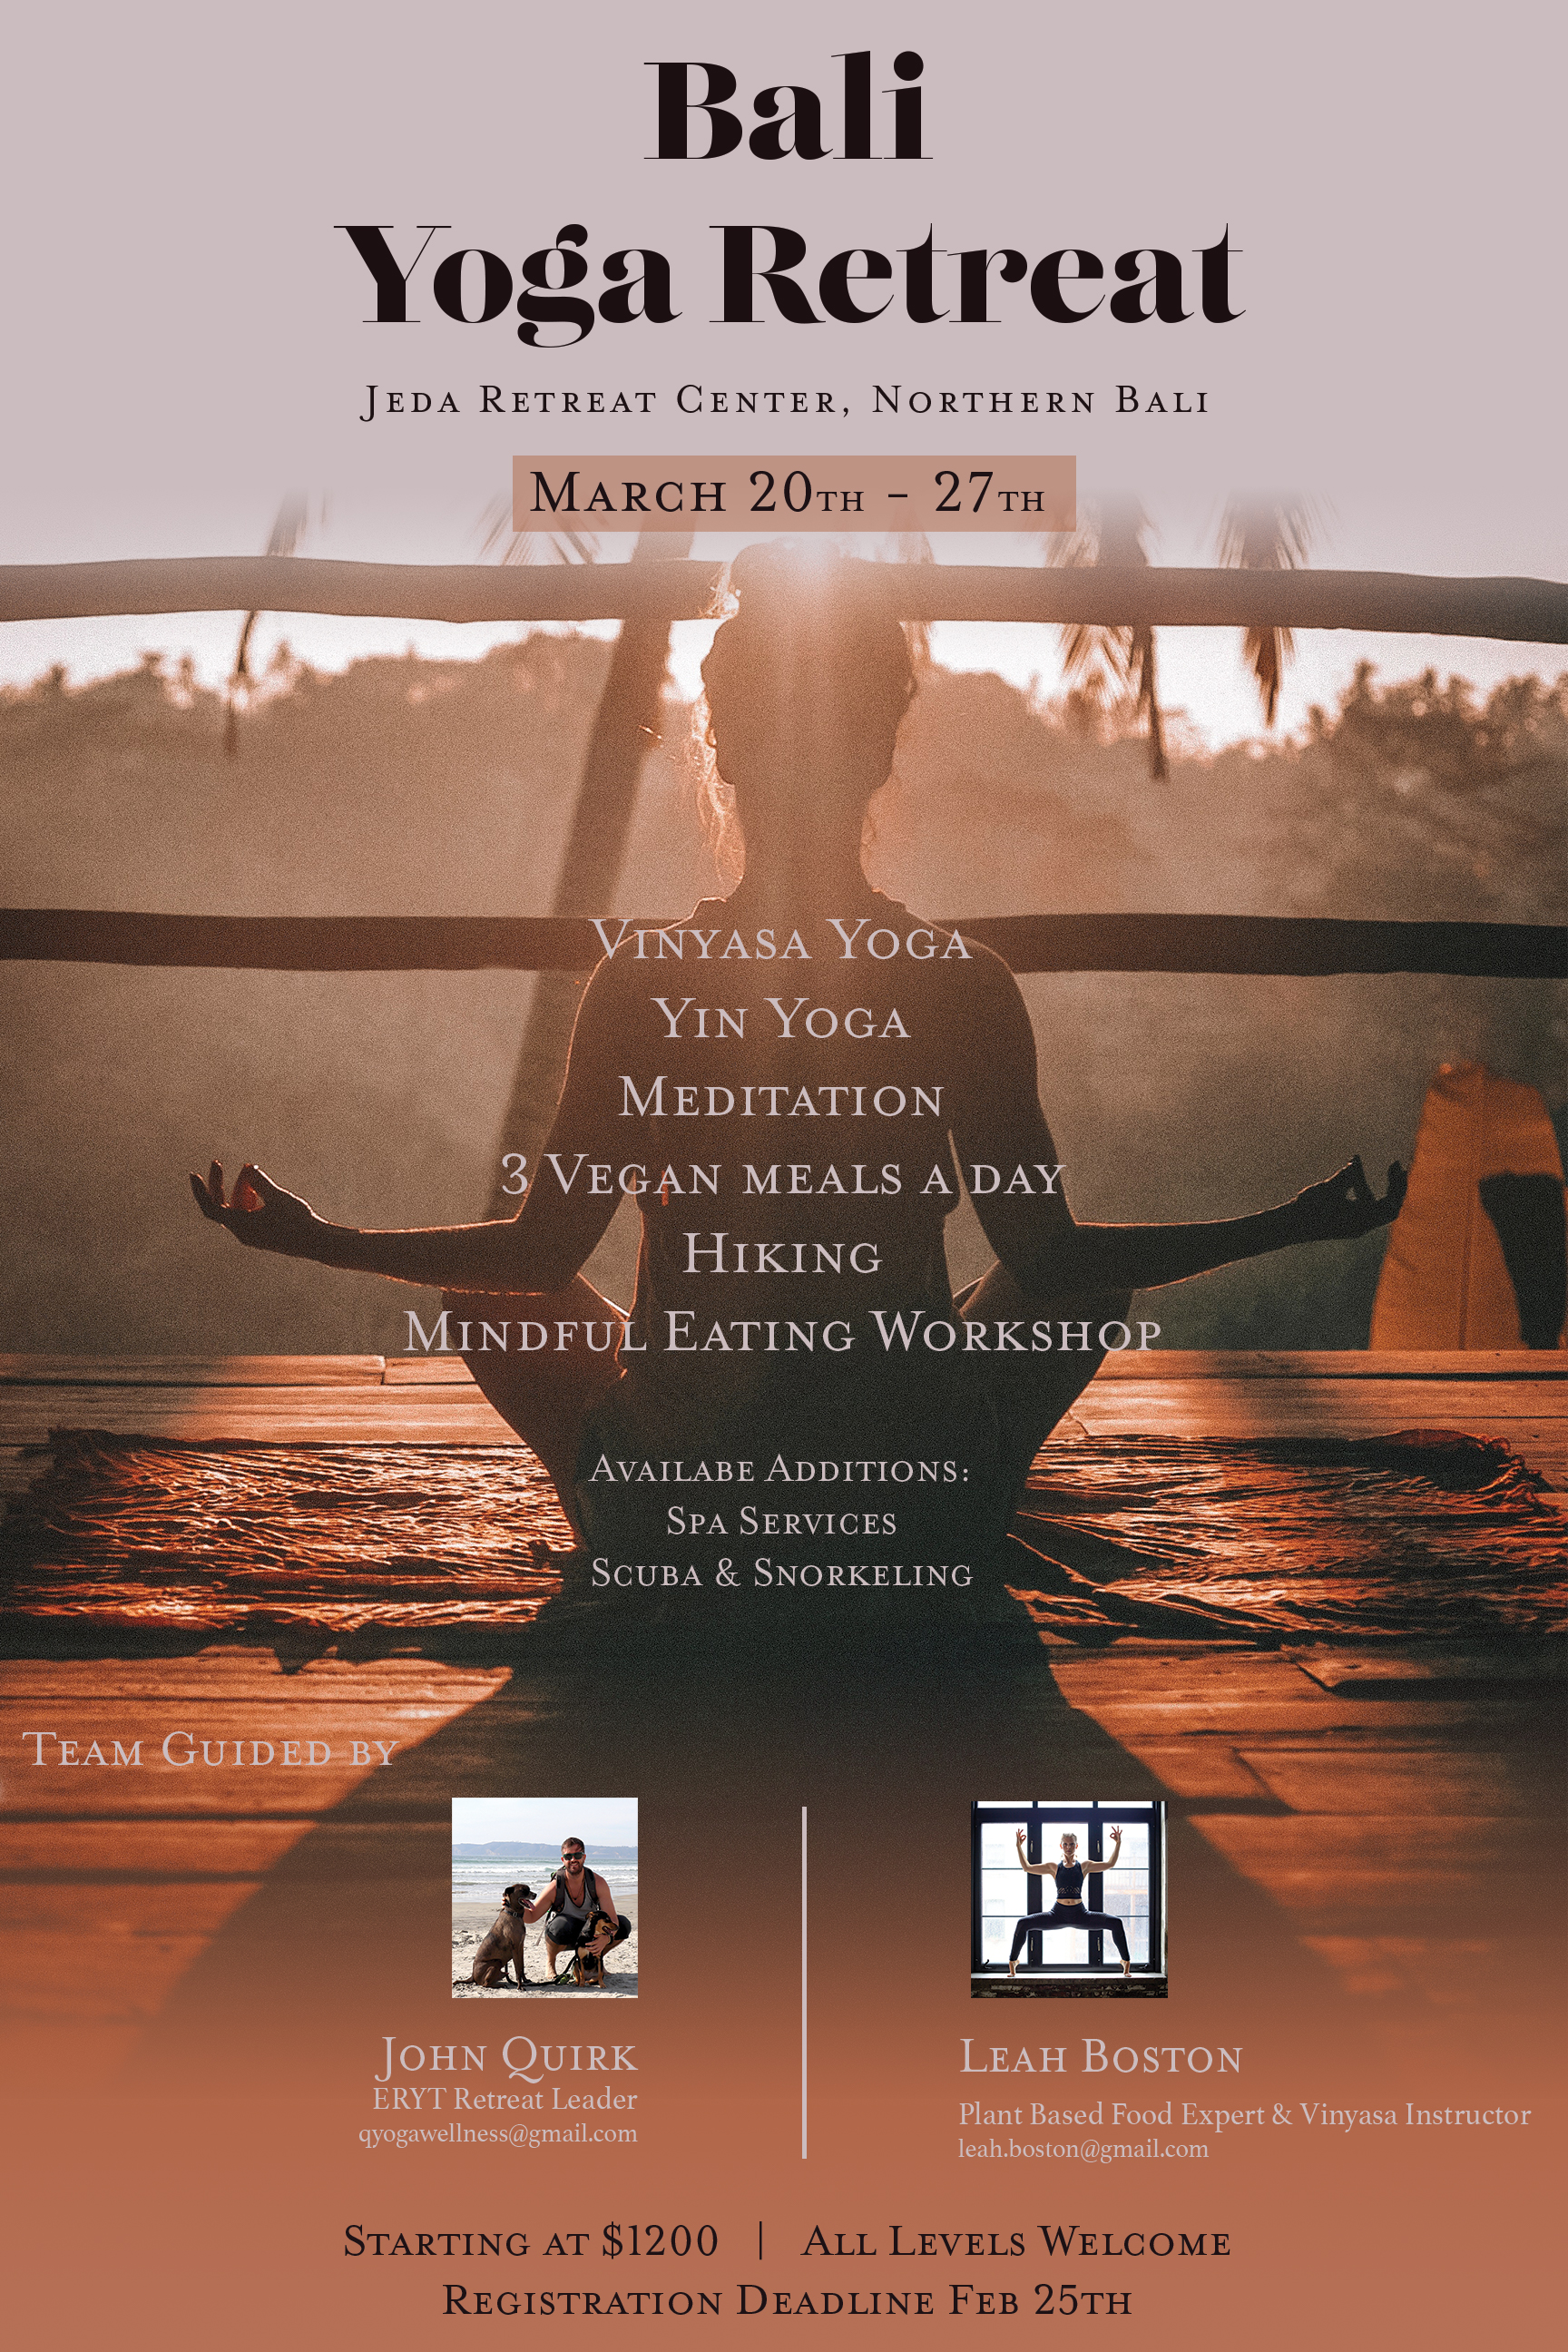 Bali
Yoga Retreat
Jeda Retreat Center, Northern Bali
March 20th - 27th
Vinyasa Yoga
Yin Yoga
Meditation
3 Vegan meals a day
Hiking
Mindful Eating Workshop
Availabe Additions:
Spa Services
Scuba & Snorkeling
Team Guided by
John Quirk
ERYT Retreat Leader
qyogawellness@gmail.com
Leah Boston
Plant Based Food Expert & Vinyasa Instructor
leah.boston@gmail.com
Starting at $1200 | All Levels Welcome
Registration Deadline Feb 25th